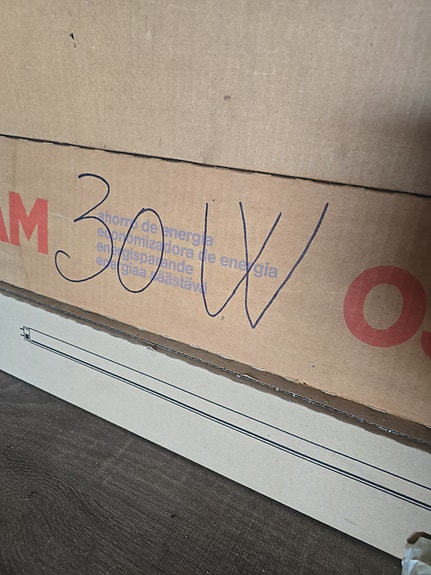 AM
30W
ahorro de energia
economizadora de energia
energisparande
energiaa säästävä
OS